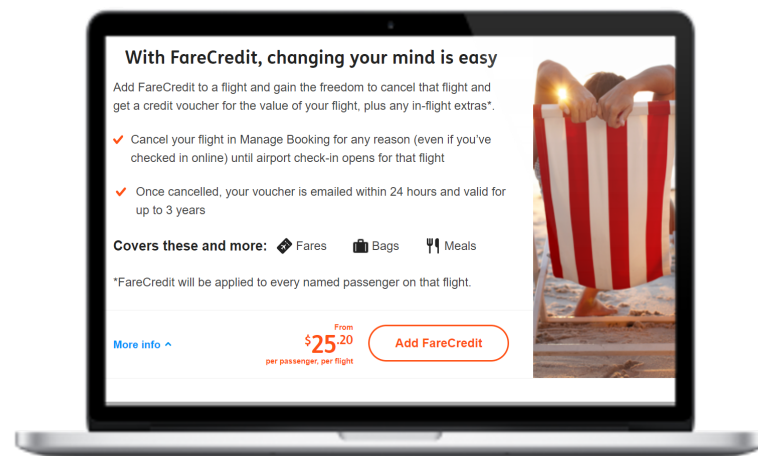 With FareCredit, changing your mind is easy
Add FareCredit to a flight and gain the freedom to cancel that flight and
get a credit voucher for the value of your flight, plus any in-flight extras*.
Cancel your flight in Manage Booking for any reason (even if you've
checked in online) until airport check-in opens for that flight
Once cancelled, your voucher is emailed within 24 hours and valid for
up to 3 years
Covers these and more: Fares Bags Meals
*FareCredit will be applied to every named passenger on that flight.
More info
From
$25.20
per passenger, per flight
Add FareCredit